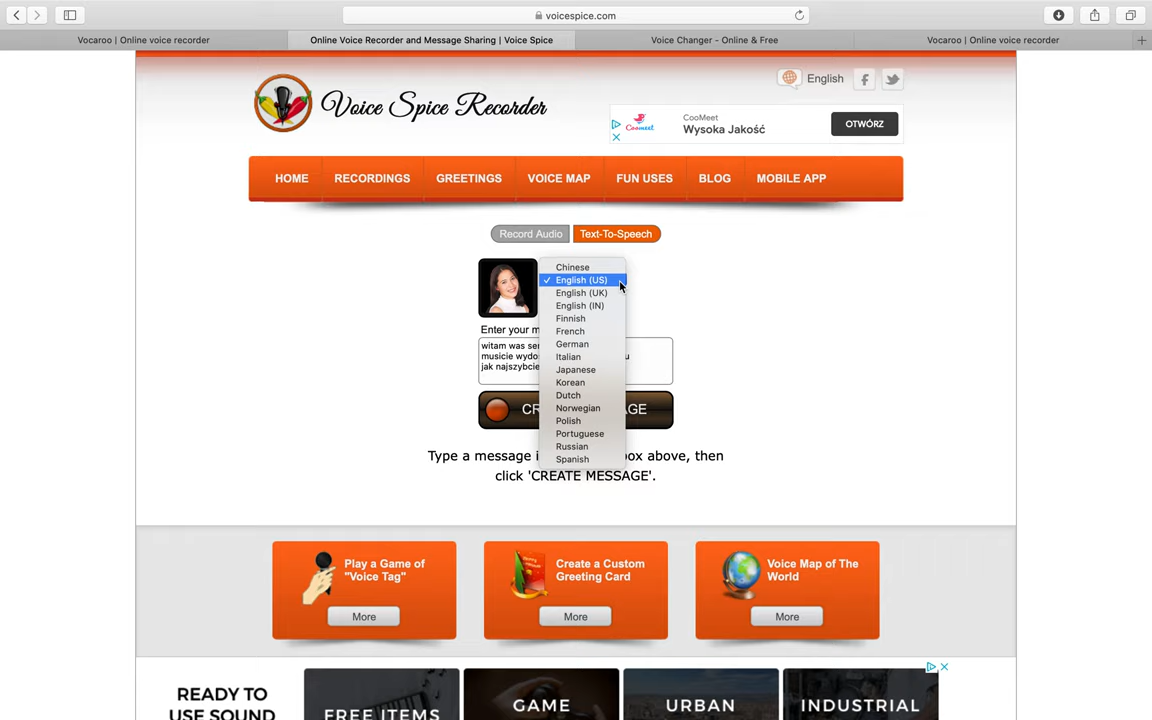 voicespice.com
Vocaroo | Online voice recorder
Online Voice Recorder and Message Sharing | Voice Spice
Voice Changer - Online & Free
Vocaroo | Online voice recorder
Voice Spice Recorder
English
CooMeet
CooMeet
Wysoka Jakość
OTWÓRZ
HOME
RECORDINGS
GREETINGS
VOICE MAP
FUN USES
BLOG
MOBILE APP
Record Audio
Text-To-Speech
Chinese
English (US)
English (UK)
English (IN)
Finnish
French
German
Italian
Japanese
Korean
Dutch
Norwegian
Polish
Portuguese
Russian
Spanish
Enter your
witam was
musicie
jak
Type a message
box above, then
click 'CREATE MESSAGE'.
Play a Game of
"Voice Tag"
More
Create a Custom
Greeting Card
More
Voice Map of The
World
More
READY TO
USE SOUND
FREE ITEMS
GAME
URBAN
INDUSTRIAL